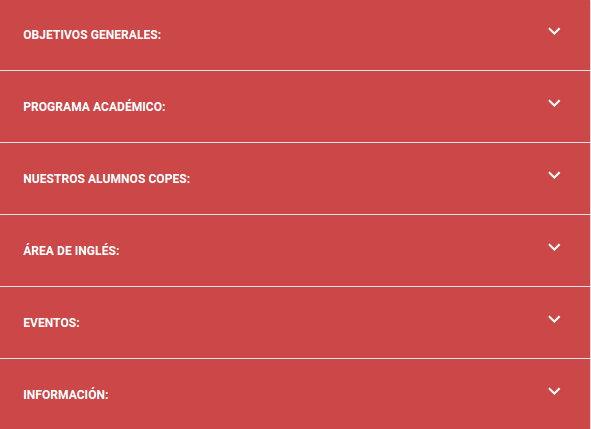 OBJETIVOS GENERALES:
PROGRAMA ACADÉMICO:
NUESTROS ALUMNOS COPES:
ÁREA DE INGLÉS:
EVENTOS:
INFORMACIÓN: